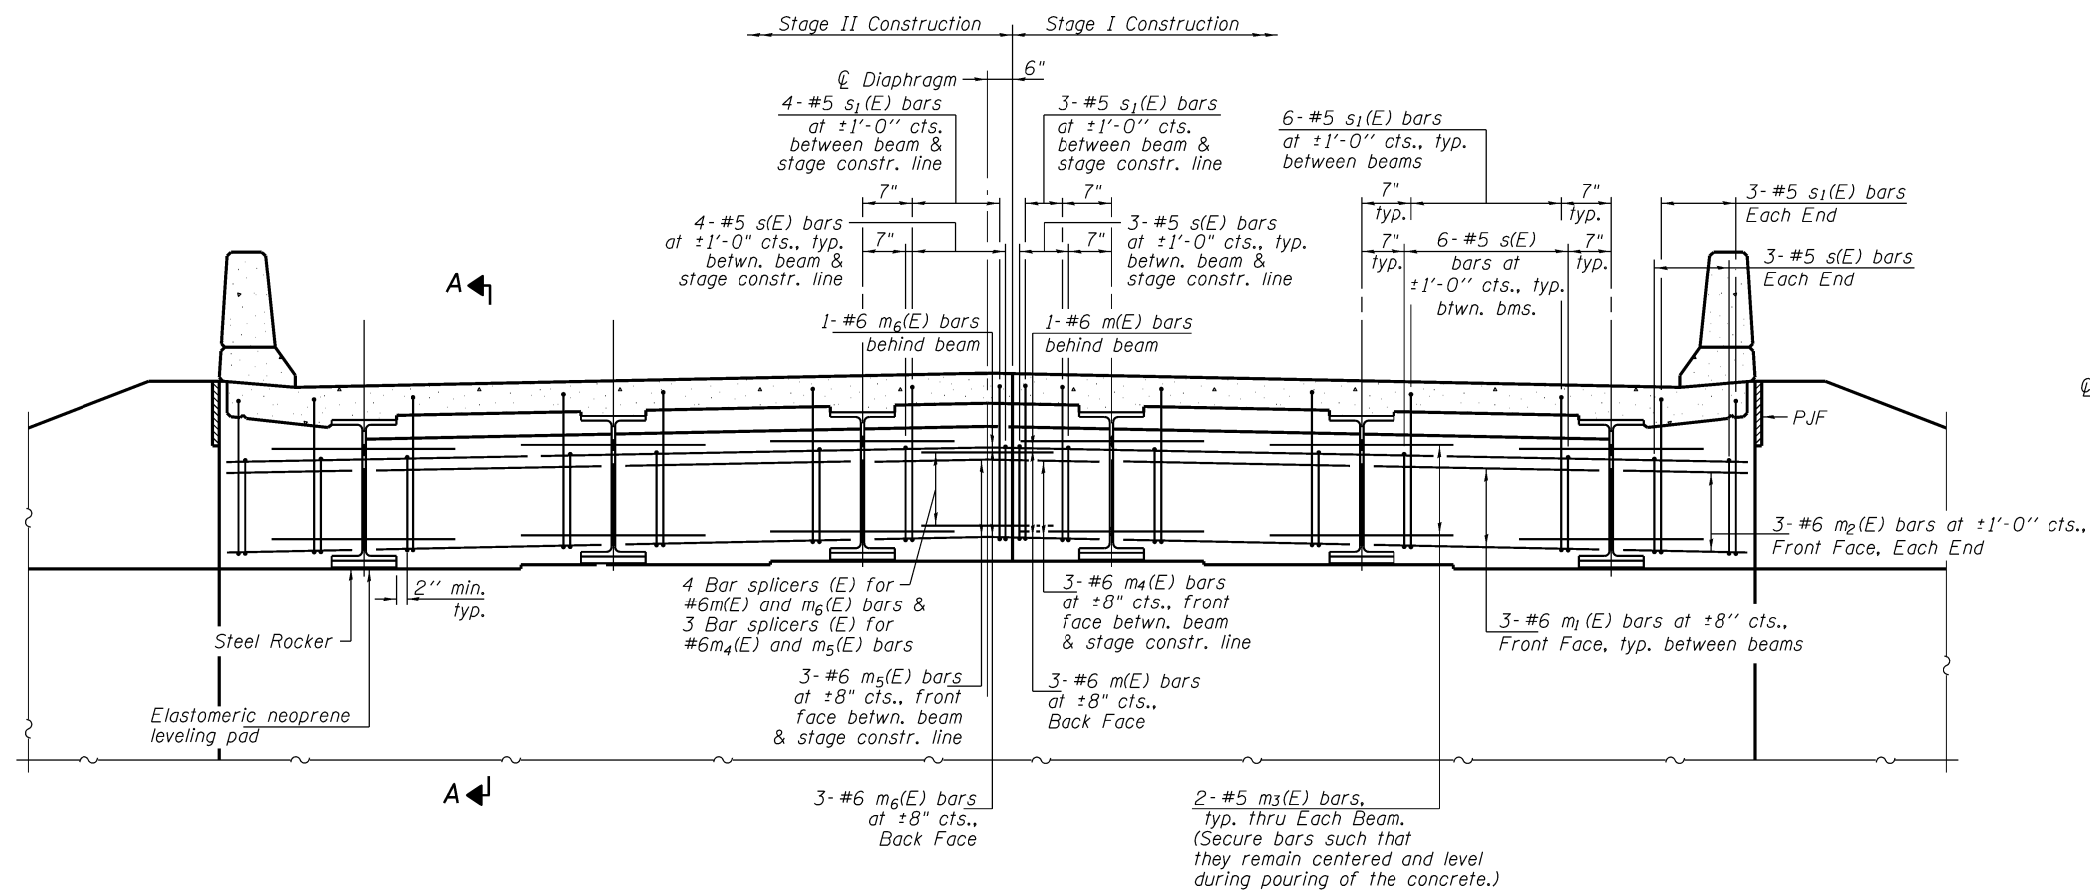 Stage II Construction
Stage I Construction
℄ Diaphragm
6"
4-#5 s1(E) bars
at ±1'-0" cts.
between beam &
stage constr. line
3-#5 s1(E) bars
at ±1'-0" cts.
between beam &
stage constr. line
6-#5 s1(E) bars
at ±1'-0" cts., typ.
between beams
7"
7"
7"
typ.
7"
typ.
3-#5 s1(E) bars
Each End
4-#5 s(E) bars
at ±1'-0" cts., typ.
betwn. beam &
stage constr. line
7"
7"
3-#5 s(E) bars
at ±1'-0" cts., typ.
betwn. beam &
stage constr. line
7"
typ.
6-#5 s(E)
bars at
±1'-0" cts., typ.
btwn. bms.
7"
typ.
3-#5 s(E) bars
Each End
A
1-#6 m6(E) bars
behind beam
1-#6 m(E) bars
behind beam
℄
PJF
3-#6 m2(E) bars at ±1'-0" cts.,
Front Face, Each End
2" min.
typ.
Steel Rocker
4 Bar splicers (E) for
#6m(E) and m6(E) bars &
3 Bar splicers (E) for
#6m4(E) and m5(E) bars
3-#6 m4(E) bars
at ±8" cts., front
face betwn. beam
& stage constr. line
3-#6 m1(E) bars at ±8" cts.,
Front Face, typ. between beams
3-#6 m5(E) bars
at ±8" cts., front
face betwn. beam
& stage constr. line
3-#6 m(E) bars
at ±8" cts.,
Back Face
Elastomeric neoprene
leveling pad
A
3-#6 m6(E) bars
at ±8" cts.,
Back Face
2-#5 m3(E) bars,
typ. thru Each Beam.
(Secure bars such that
they remain centered and level
during pouring of the concrete.)